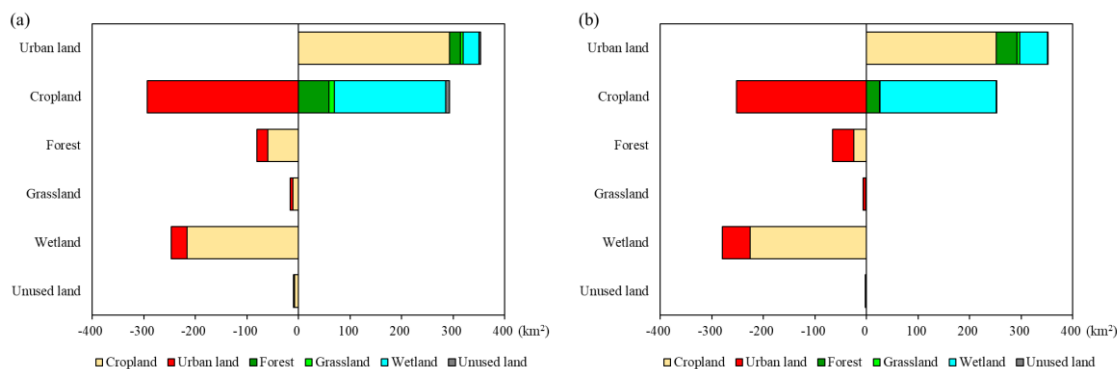 (a)
Urban land
Cropland
Forest
Grassland
Wetland
Unused land
-400 -300 -200 -100 0 100 200 300 400 (km²)
Cropland Urban land Forest Grassland Wetland Unused land
(b)
Urban land
Cropland
Forest
Grassland
Wetland
Unused land
-400 -300 -200 -100 0 100 200 300 400 (km²)
Cropland Urban land Forest Grassland Wetland Unused land